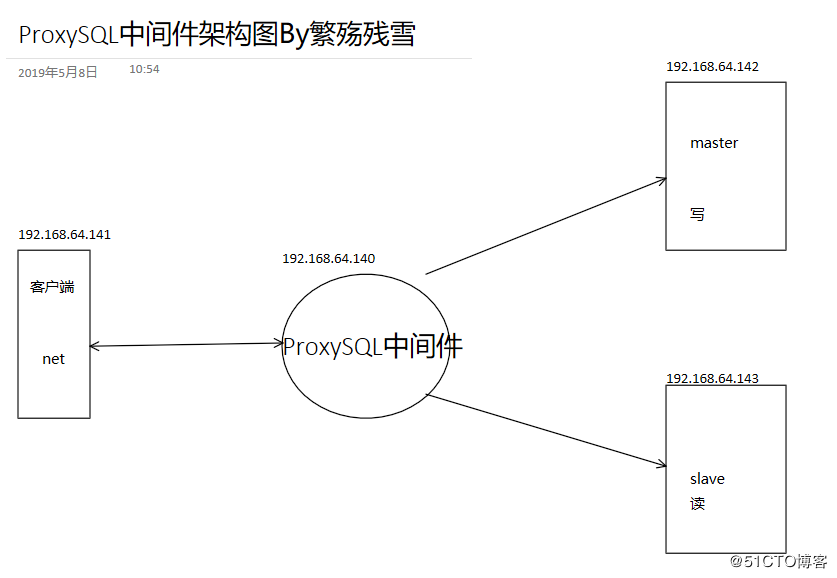 ProxySQL中间件架构图By繁殇残雪
2019年5月8日 10:54
192.168.64.142
master
写
192.168.64.141
客户端
net
192.168.64.140
ProxySQL中间件
192.168.64.143
slave
读
@51CTO博客